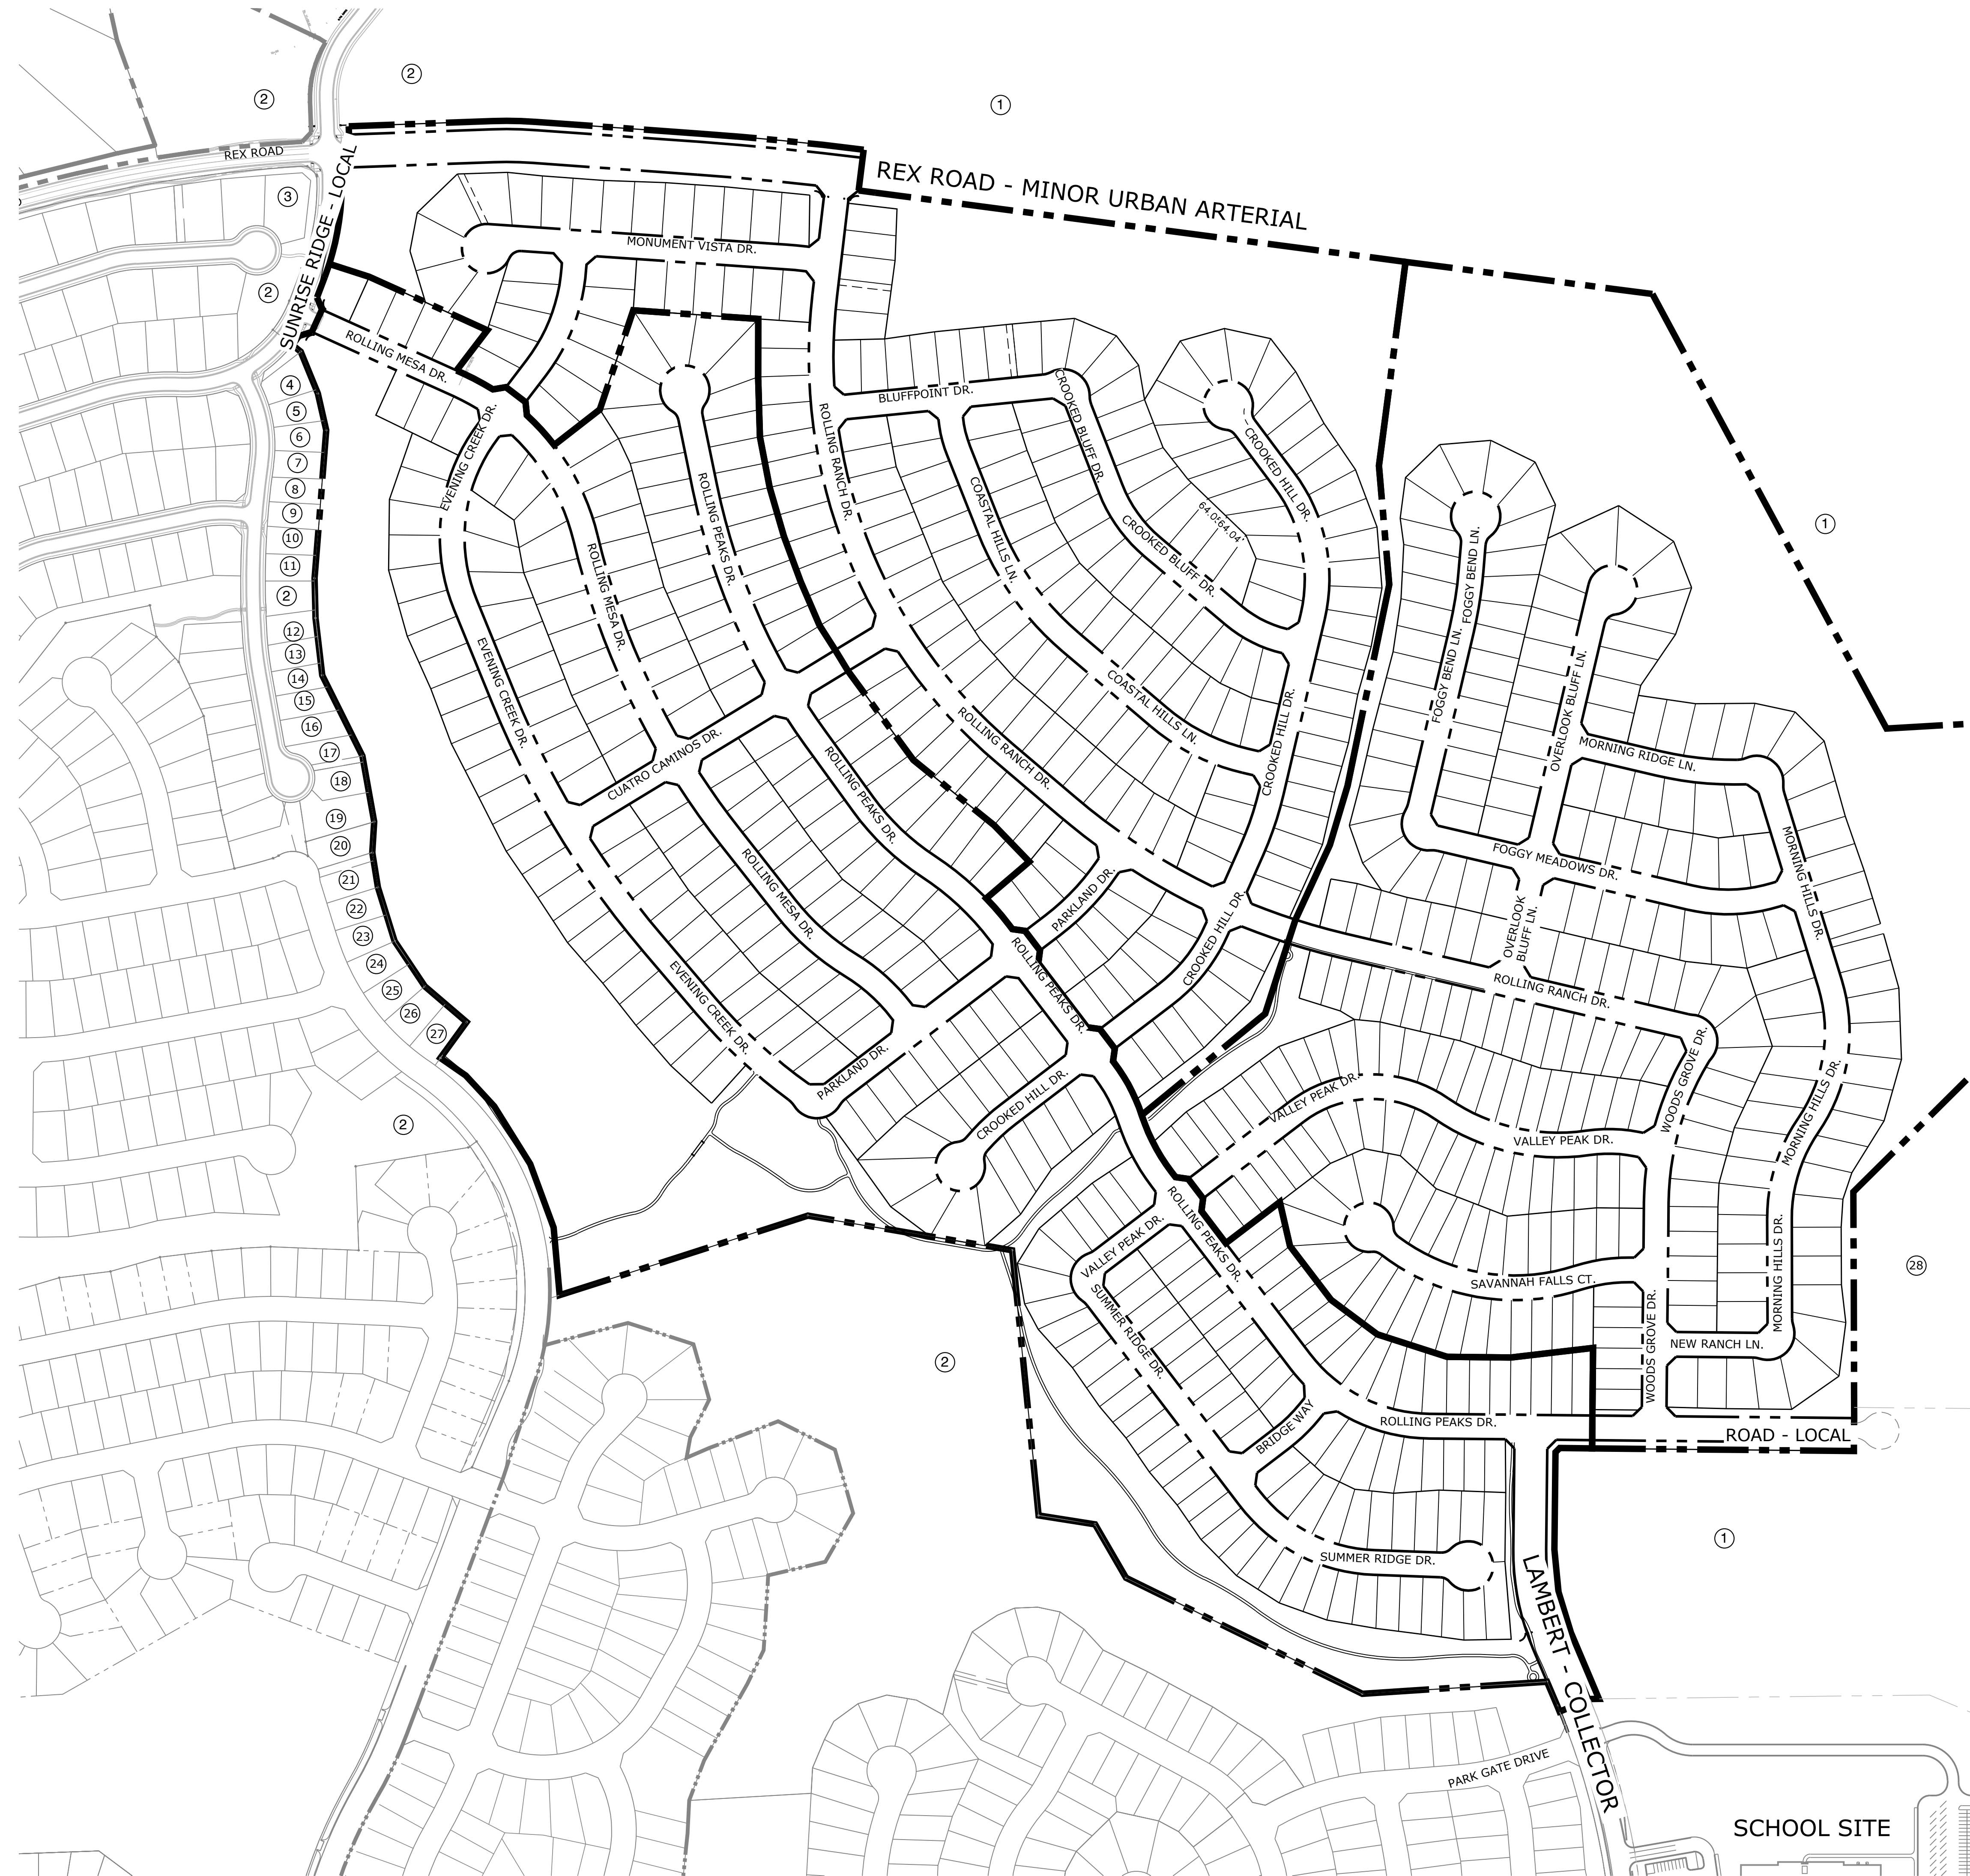 2
2
1
REX ROAD
REX ROAD - MINOR URBAN ARTERIAL
SUNRISE RIDGE - LOCAL
3
2
MONUMENT VISTA DR.
ROLLING MESA DR.
4
5
6
7
8
9
10
11
2
12
13
14
15
16
17
18
19
20
21
22
23
24
25
26
27
2
BLUFFPOINT DR.
CROOKED BLUFF DR.
CROOKED HILL DR.
EVENING CREEK DR.
ROLLING RANCH DR.
ROLLING PEAKS DR.
COASTAL HILLS LN.
CROOKED BLUFF DR.
64.05'
64.04'
1
ROLLING MESA DR.
FOGGY BEND LN.
FOGGY BEND LN.
OVERLOOK BLUFF LN.
EVENING CREEK DR.
COASTAL HILLS LN.
CROOKED HILL DR.
ROLLING RANCH DR.
MORNING RIDGE LN.
CUATRO CAMINOS DR.
ROLLING PEAKS DR.
FOGGY MEADOWS DR.
MORNING HILLS DR.
ROLLING MESA DR.
PARKLAND DR.
CROOKED HILL DR.
OVERLOOK
BLUFF LN.
ROLLING PEAKS DR.
ROLLING RANCH DR.
EVENING CREEK DR.
PARKLAND DR.
CROOKED HILL DR.
WOODS GROVE DR.
MORNING HILLS DR.
VALLEY PEAK DR.
VALLEY PEAK DR.
VALLEY PEAK DR.
ROLLING PEAKS DR.
SUMMER RIDGE DR.
SAVANNAH FALLS CT.
MORNING HILLS DR.
28
WOODS GROVE DR.
NEW RANCH LN.
2
BRIDGE WAY
ROLLING PEAKS DR.
ROAD - LOCAL
SUMMER RIDGE DR.
1
LAMBERT - COLLECTOR
PARK GATE DRIVE
SCHOOL SITE